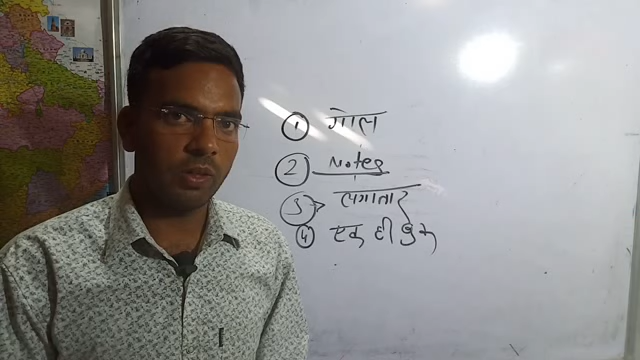 ① गोल
② Notes
③ लगातार
④ एक ही बुक